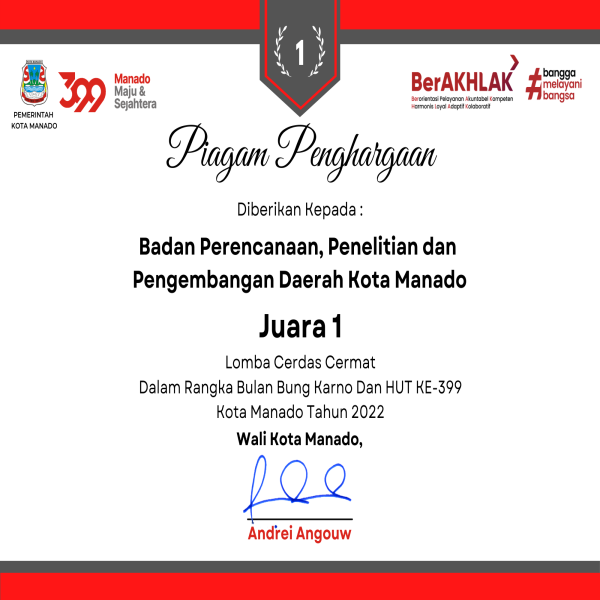 1
PEMERINTAH
KOTA MANADO
399
Manado
Maju &
Sejahtera
BerAKHLAK
Berorientasi Pelayanan Akuntabel Kompeten
Harmonis Loyal Adaptif Kolaboratif
#bangga
melayani
bangsa
Piagam Penghargaan
Diberikan Kepada :
Badan Perencanaan, Penelitian dan
Pengembangan Daerah Kota Manado
Juara 1
Lomba Cerdas Cermat
Dalam Rangka Bulan Bung Karno Dan HUT KE-399
Kota Manado Tahun 2022
Wali Kota Manado,
Andrei Angouw